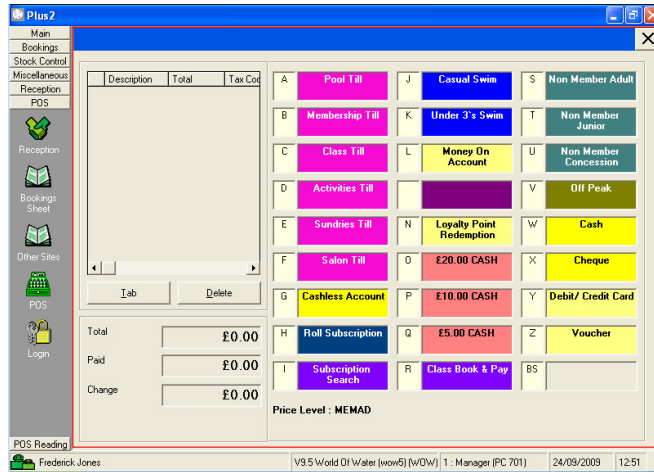 Plus2
Main
Bookings
Stock Control
Miscellaneous
Reception
POS
Reception
Bookings
Sheet
Other Sites
POS
Login
POS Reading
Description Total Tax Coc
Tab Delete
Total £0.00
Paid £0.00
Change £0.00
A Pool Till J Casual Swim S Non Member Adult
B Membership Till K Under 3`s Swim T Non Member
Junior
C Class Till L Money On
Account U Non Member
Concession
D Activities Till V Off Peak
E Sundries Till N Loyalty Point
Redemption W Cash
F Salon Till O £20.00 CASH X Cheque
G Cashless Account P £10.00 CASH Y Debit/ Credit Card
H Roll Subscription Q £5.00 CASH Z Voucher
I Subscription
Search R Class Book & Pay BS
Price Level : MEMAD
Frederick Jones V9.5 World Of Water (wow5) (WOW) 1 : Manager (PC 701) 24/09/2009 12:51